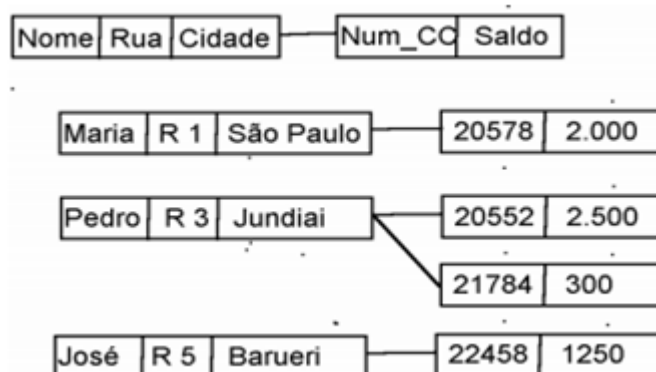 Nome Rua Cidade Num_CC Saldo
Maria R 1 São Paulo 20578 2.000
Pedro R 3 Jundiai 20552 2.500
21784 300
José R 5 Barueri 22458 1250